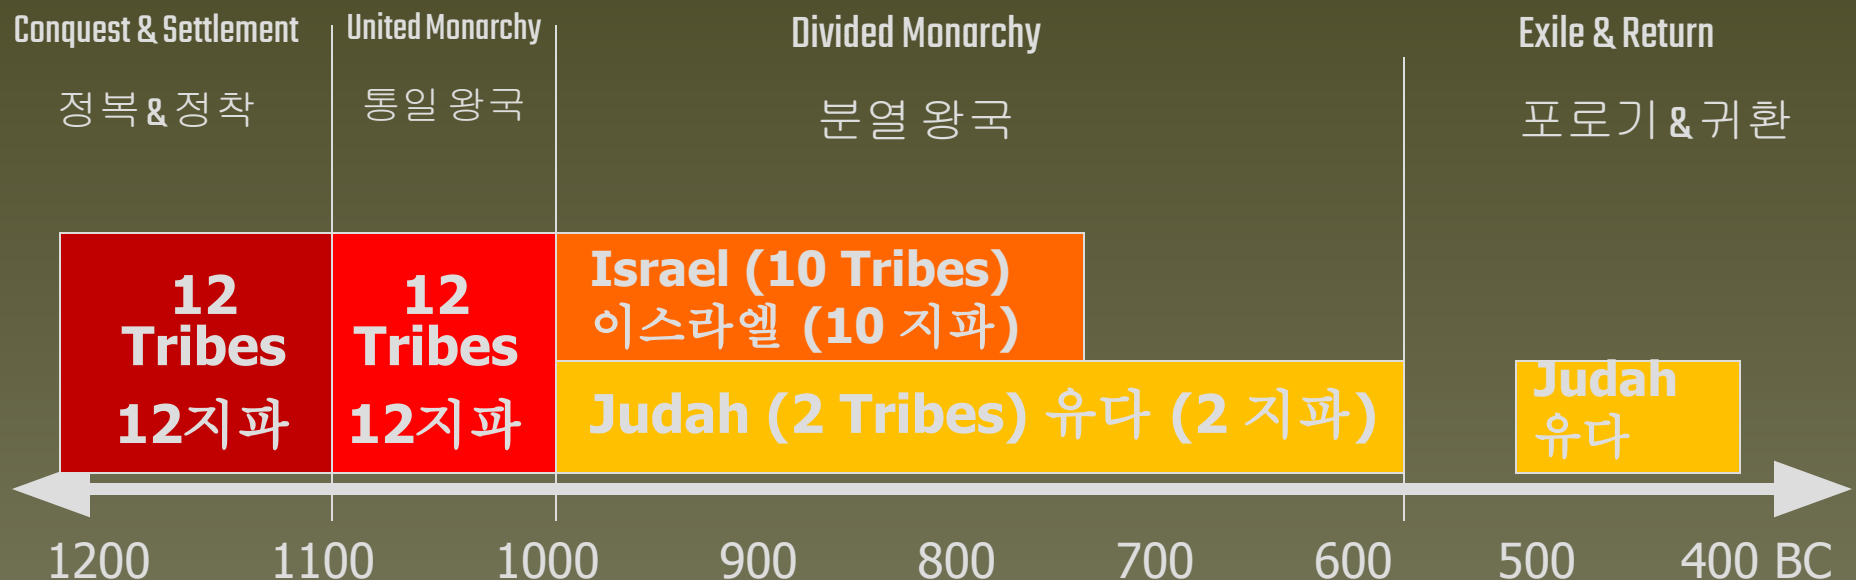 Conquest & Settlement
United Monarchy
Divided Monarchy
Exile & Return
정복 & 정착
통일 왕국
분열 왕국
포로기 & 귀환
12
Tribes
12지파
12
Tribes
12지파
Israel (10 Tribes)
이스라엘 (10 지파)
Judah (2 Tribes) 유다 (2 지파)
Judah
유다
1200 1100 1000 900 800 700 600 500 400 BC